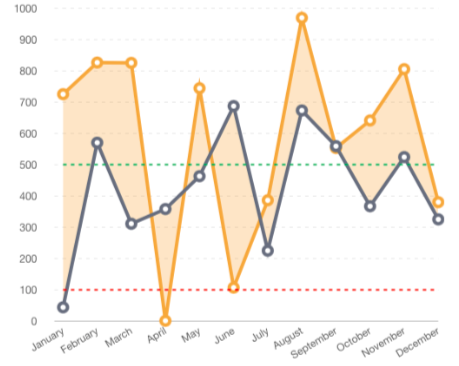 1000
900
800
700
600
500
400
300
200
100
0
January
February
March
April
May
June
July
August
September
October
November
December